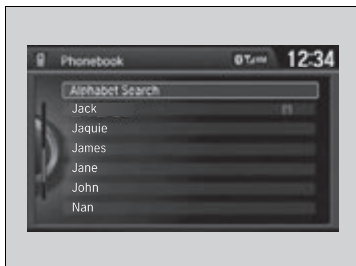 Phonebook 12:34
Alphabet Search
Jack
Jaquie
James
Jane
John
Nan